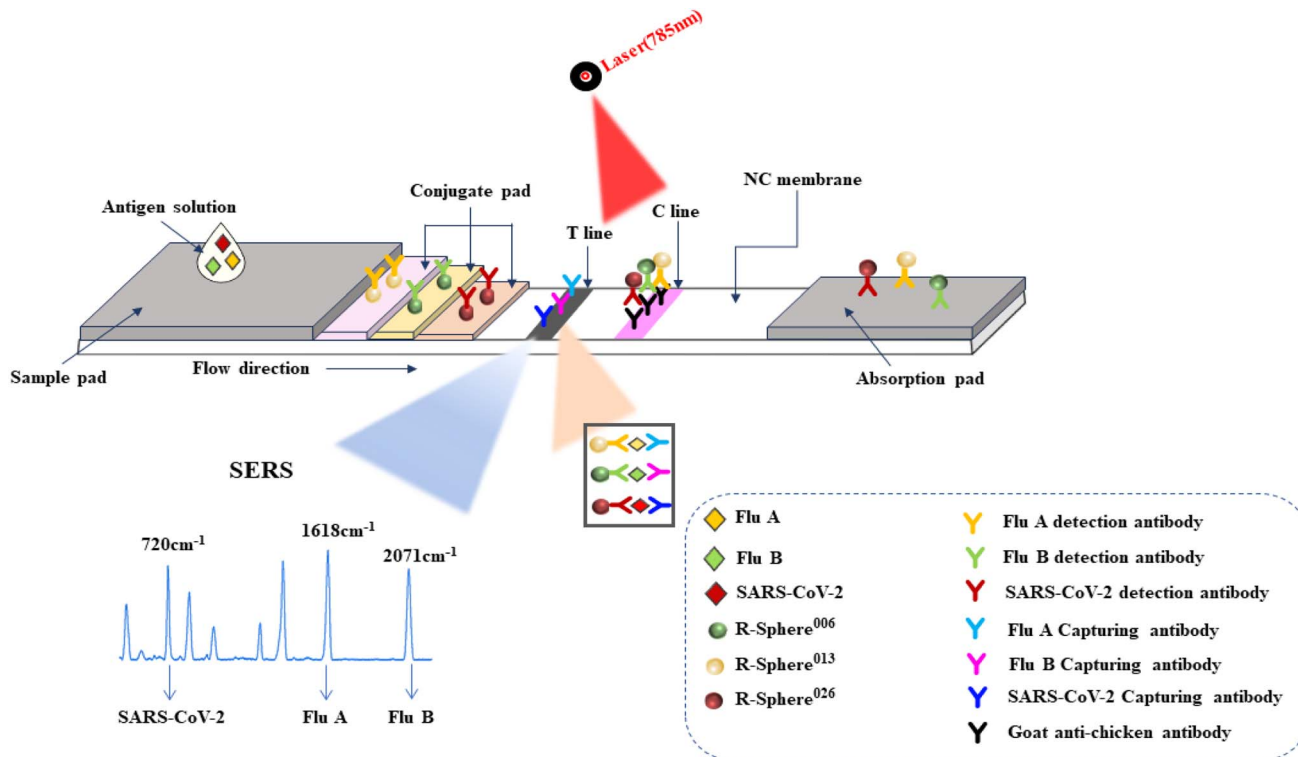 Laser(785nm)
NC membrane
Conjugate pad
Antigen solution
C line
T line
Sample pad
Flow direction
Absorption pad
SERS
720cm⁻¹
1618cm⁻¹
2071cm⁻¹
SARS-CoV-2
Flu A
Flu B
Flu A
Flu B
SARS-CoV-2
R-Sphere⁰⁰⁶
R-Sphere⁰¹³
R-Sphere⁰²⁶
Flu A detection antibody
Flu B detection antibody
SARS-CoV-2 detection antibody
Flu A Capturing antibody
Flu B Capturing antibody
SARS-CoV-2 Capturing antibody
Goat anti-chicken antibody